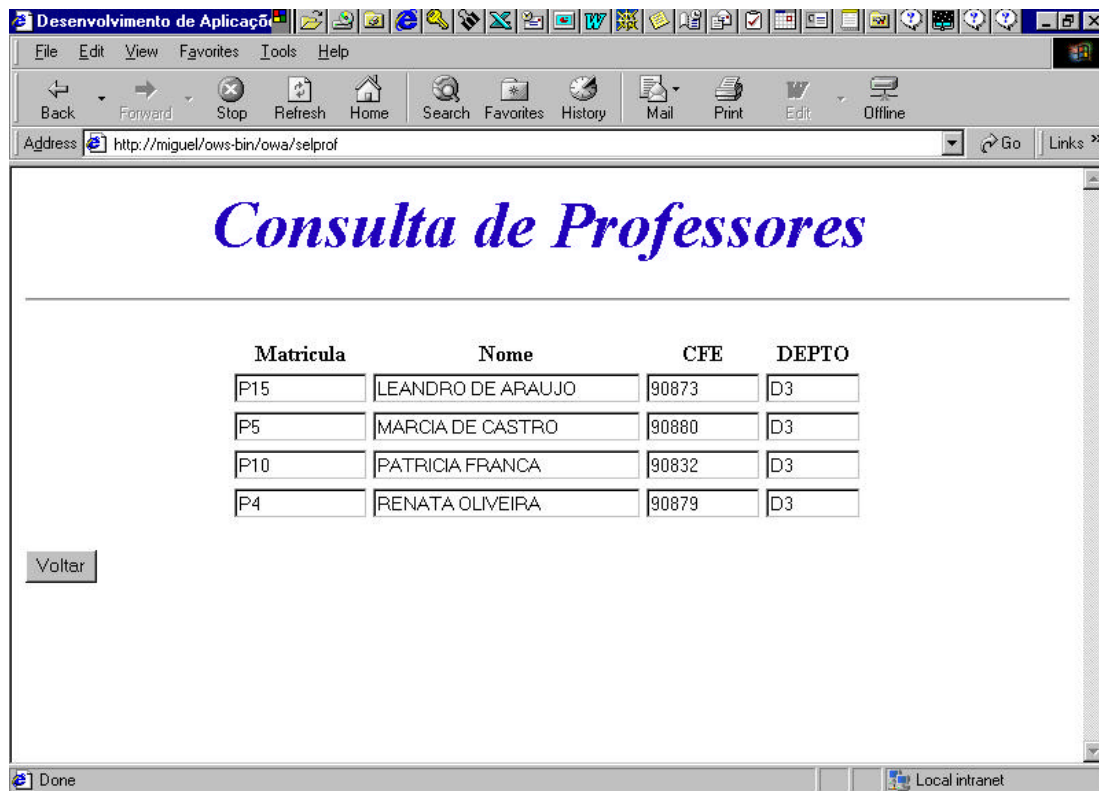 Desenvolvimento de Aplicaçõ
File Edit View Favorites Tools Help
Back Forward Stop Refresh Home Search Favorites History Mail Print Edit Offline
Address http://miguel/ows-bin/owa/selprof Go Links »
Consulta de Professores
Matricula Nome CFE DEPTO
P15 LEANDRO DE ARAUJO 90873 D3
P5 MARCIA DE CASTRO 90880 D3
P10 PATRICIA FRANCA 90832 D3
P4 RENATA OLIVEIRA 90879 D3
Voltar
Done Local intranet